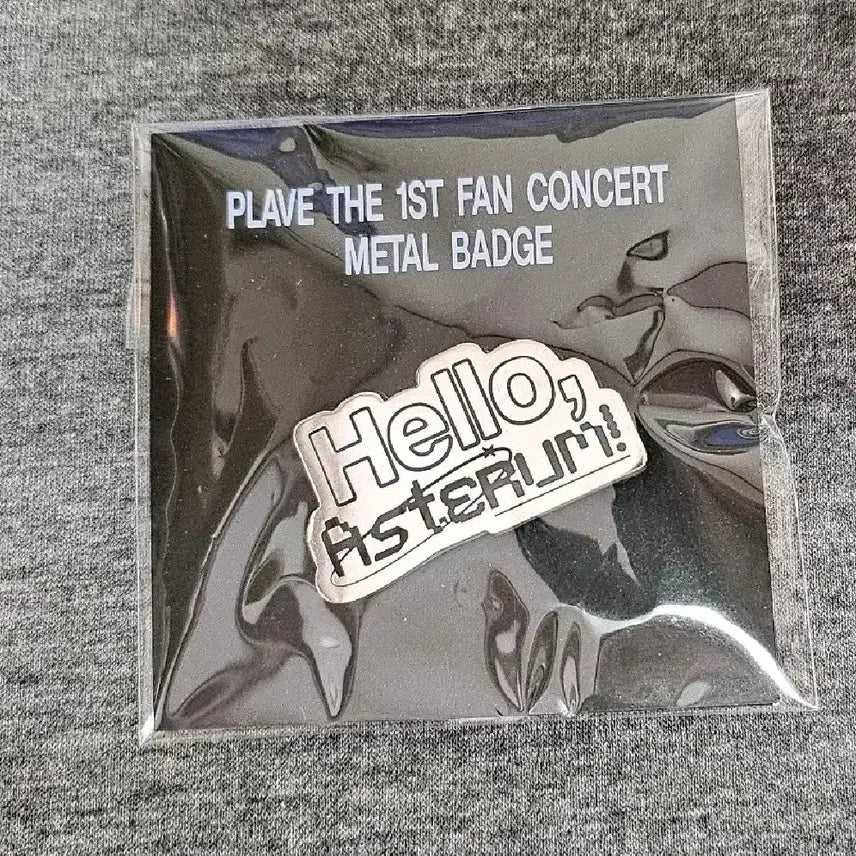 PLAVE THE 1ST FAN CONCERT
METAL BADGE
Hello,
Asterum!